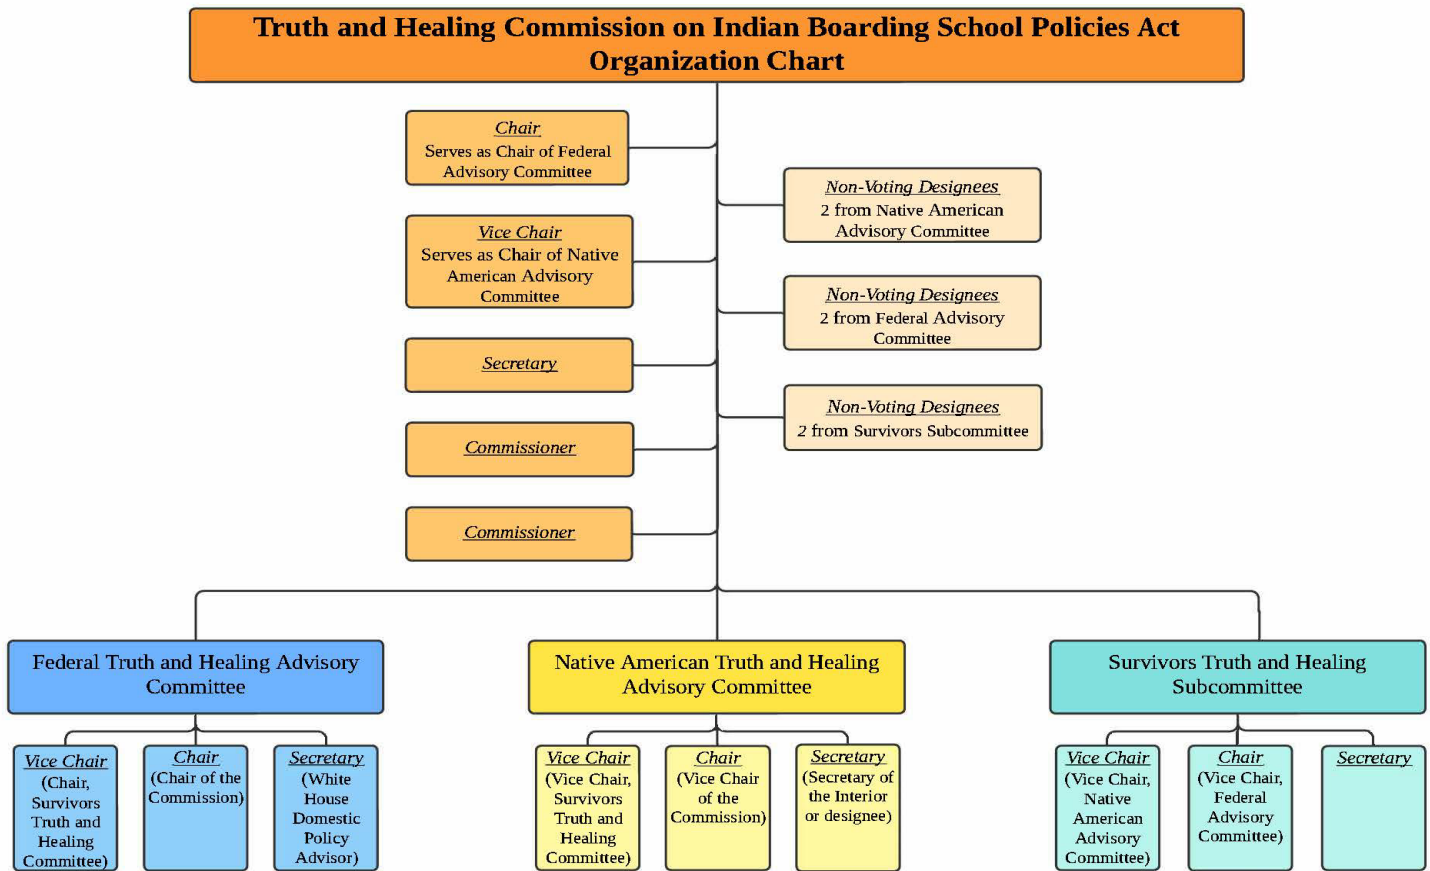 Truth and Healing Commission on Indian Boarding School Policies Act
Organization Chart
Chair
Serves as Chair of Federal
Advisory Committee
Vice Chair
Serves as Chair of Native
American Advisory
Committee
Secretary
Commissioner
Commissioner
Non-Voting Designees
2 from Native American
Advisory Committee
Non-Voting Designees
2 from Federal Advisory
Committee
Non-Voting Designees
2 from Survivors Subcommittee
Federal Truth and Healing Advisory
Committee
Vice Chair
(Chair,
Survivors
Truth and
Healing
Committee)
Chair
(Chair of the
Commission)
Secretary
(White
House
Domestic
Policy
Advisor)
Native American Truth and Healing
Advisory Committee
Vice Chair
(Vice Chair,
Survivors
Truth and
Healing
Committee)
Chair
(Vice Chair
of the
Commission)
Secretary
(Secretary of
the Interior
or designee)
Survivors Truth and Healing
Subcommittee
Vice Chair
(Vice Chair,
Native
American
Advisory
Committee)
Chair
(Vice Chair,
Federal
Advisory
Committee)
Secretary